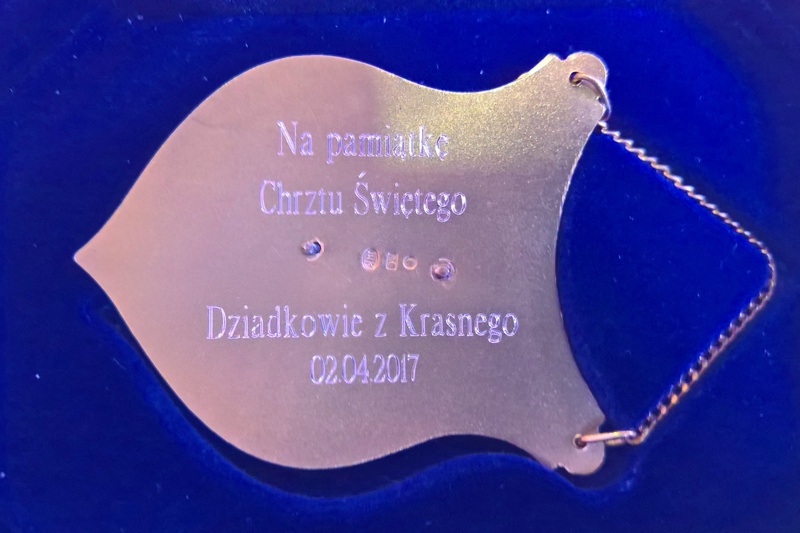 Na pamiątkę
Chrztu Świętego
Dziadkowie z Krasnego
02.04.2017